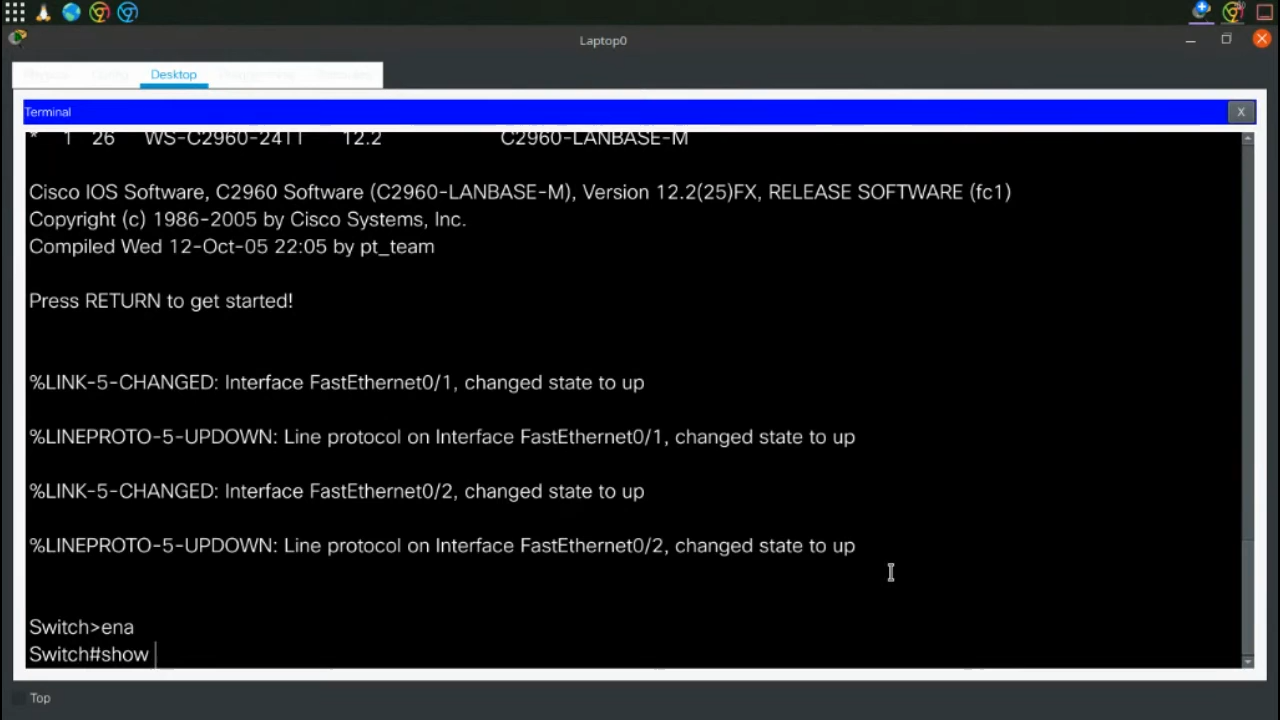 Laptop0
Desktop
Terminal
X
* 1 26 WS-C2960-24TT 12.2 C2960-LANBASE-M
Cisco IOS Software, C2960 Software (C2960-LANBASE-M), Version 12.2(25)FX, RELEASE SOFTWARE (fc1)
Copyright (c) 1986-2005 by Cisco Systems, Inc.
Compiled Wed 12-Oct-05 22:05 by pt_team
Press RETURN to get started!
%LINK-5-CHANGED: Interface FastEthernet0/1, changed state to up
%LINEPROTO-5-UPDOWN: Line protocol on Interface FastEthernet0/1, changed state to up
%LINK-5-CHANGED: Interface FastEthernet0/2, changed state to up
%LINEPROTO-5-UPDOWN: Line protocol on Interface FastEthernet0/2, changed state to up
Switch>ena
Switch#show
Top